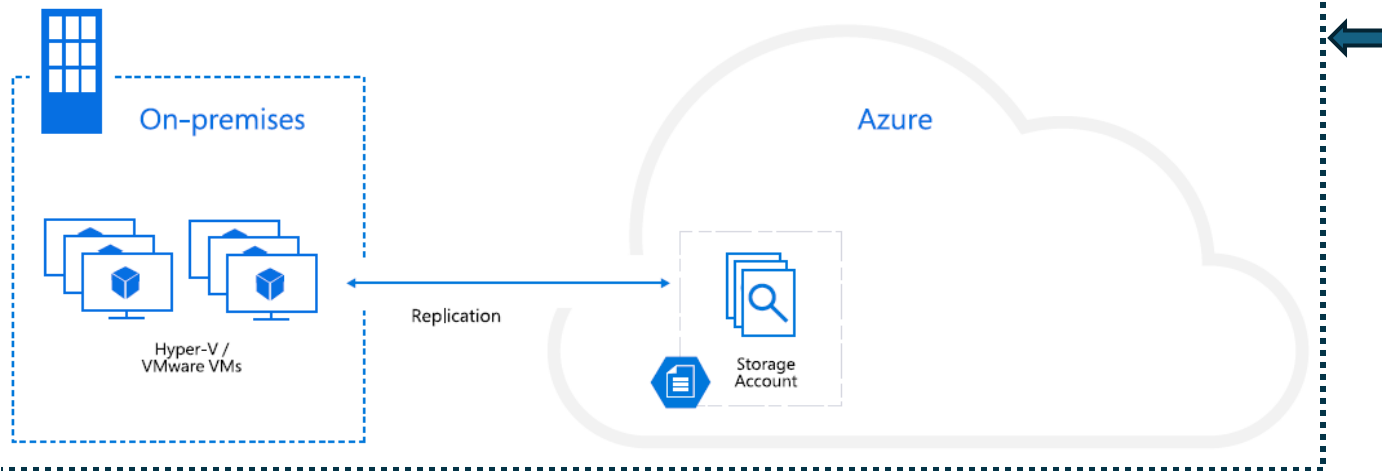 On-premises
Azure
Replication
Hyper-V /
VMware VMs
Storage
Account